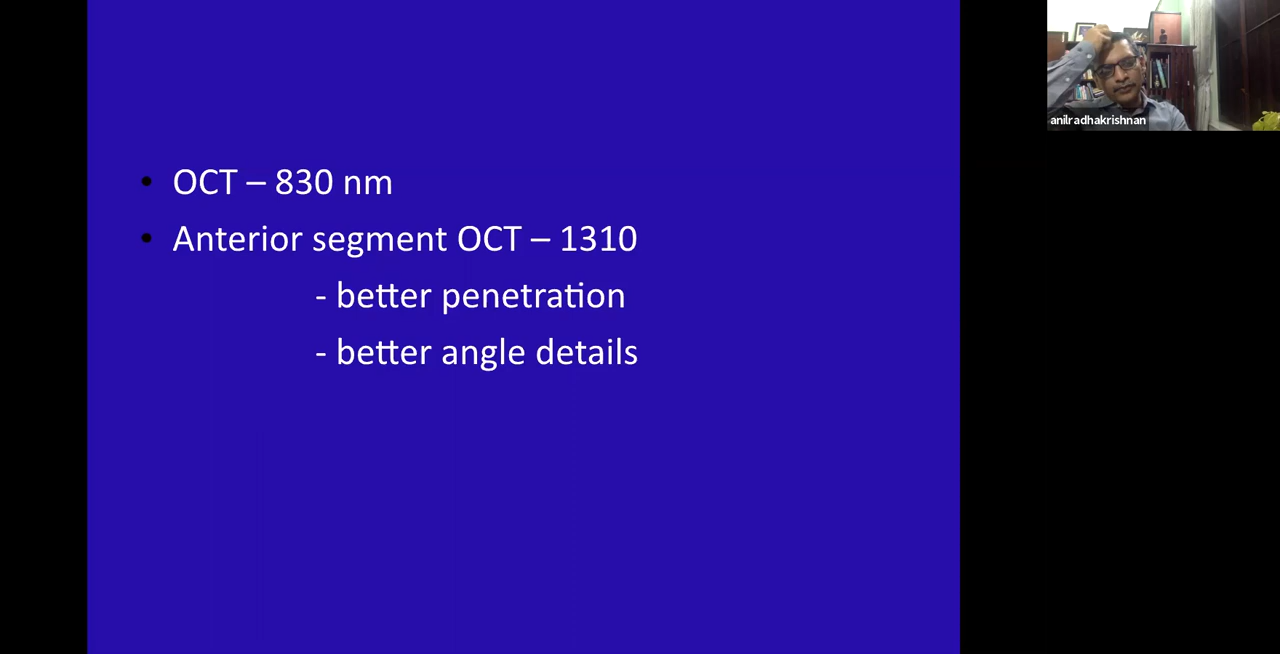 • OCT – 830 nm
• Anterior segment OCT – 1310
- better penetration
- better angle details
anilradhakrishnan